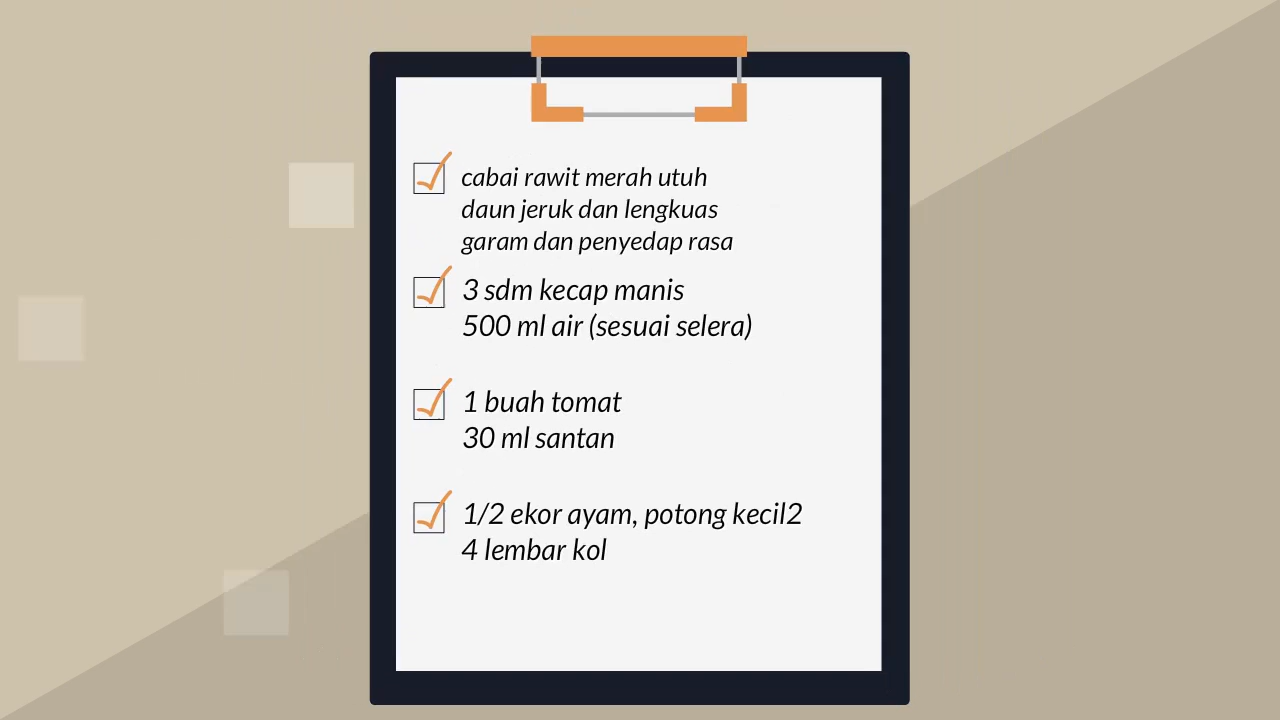 cabai rawit merah utuh
daun jeruk dan lengkuas
garam dan penyedap rasa
3 sdm kecap manis
500 ml air (sesuai selera)
1 buah tomat
30 ml santan
1/2 ekor ayam, potong kecil2
4 lembar kol